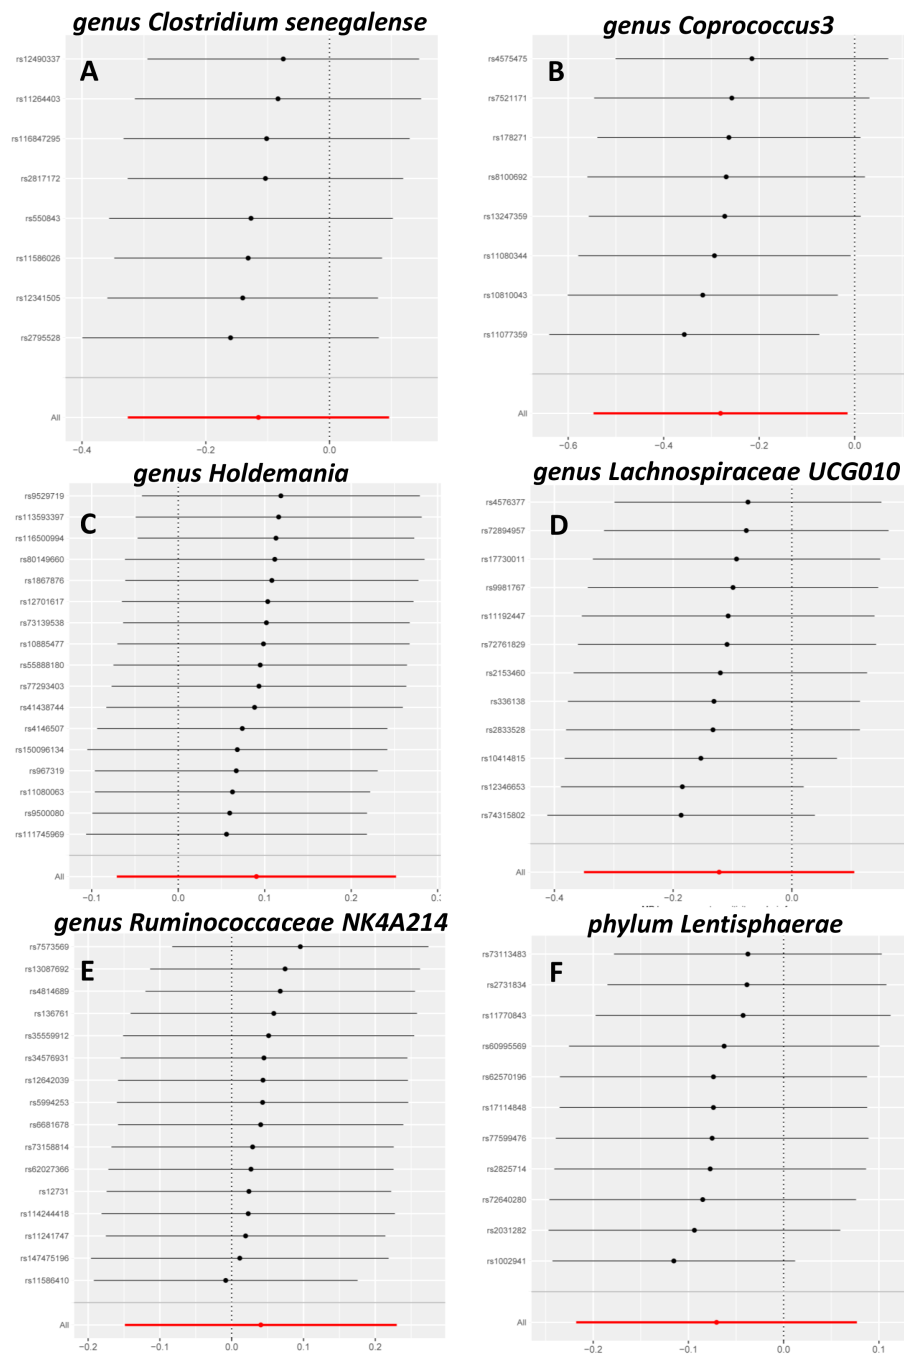 genus Clostridium senegalense
A
rs12490337
rs11264403
rs116847295
rs2817172
rs550843
rs11586026
rs12341505
rs2795528
All
−0.4 −0.2 0.0
genus Coprococcus3
B
rs4575475
rs7521171
rs178271
rs8100692
rs13247359
rs11080344
rs10810043
rs11077359
All
−0.6 −0.4 −0.2 0.0
genus Holdemania
C
rs9529719
rs113593397
rs116500994
rs80149660
rs1867876
rs12701617
rs73139538
rs10885477
rs55888180
rs77293403
rs41438744
rs4146507
rs150096134
rs967319
rs11080063
rs9500080
rs111745969
All
−0.1 0.0 0.1 0.2
genus Lachnospiraceae UCG010
D
rs4576377
rs72894957
rs17730011
rs9981767
rs11192447
rs72761829
rs2153460
rs336138
rs2833528
rs10414815
rs12346653
rs74315802
All
−0.4 −0.2 0.0
genus Ruminococcaceae NK4A214
E
rs7573569
rs13087692
rs4814689
rs136761
rs35559912
rs34576931
rs12642039
rs5994253
rs6681678
rs73158814
rs62027366
rs12731
rs114244418
rs11241747
rs147475196
rs11586410
All
−0.2 −0.1 0.0 0.1 0.2
phylum Lentisphaerae
F
rs73113483
rs2731834
rs11770843
rs60995569
rs62570196
rs17114848
rs77599476
rs2825714
rs72640280
rs2031282
rs1002941
All
−0.2 −0.1 0.0 0.1